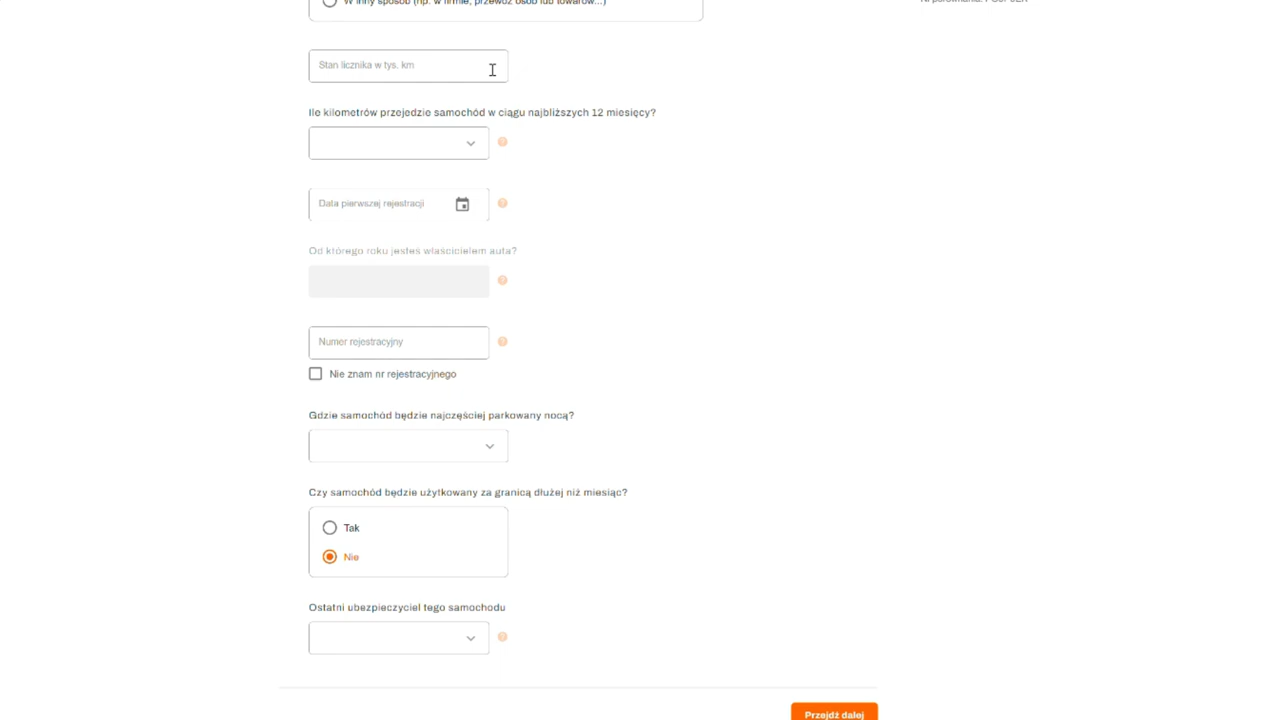 W inny sposób (np. w firmie, przewóz osób lub towarów...)
Stan licznika w tys. km
Ile kilometrów przejedzie samochód w ciągu najbliższych 12 miesięcy?
Data pierwszej rejestracji
Od którego roku jesteś właścicielem auta?
Numer rejestracyjny
Nie znam nr rejestracyjnego
Gdzie samochód będzie najczęściej parkowany nocą?
Czy samochód będzie użytkowany za granicą dłużej niż miesiąc?
Tak
Nie
Ostatni ubezpieczyciel tego samochodu
Przejdź dalej